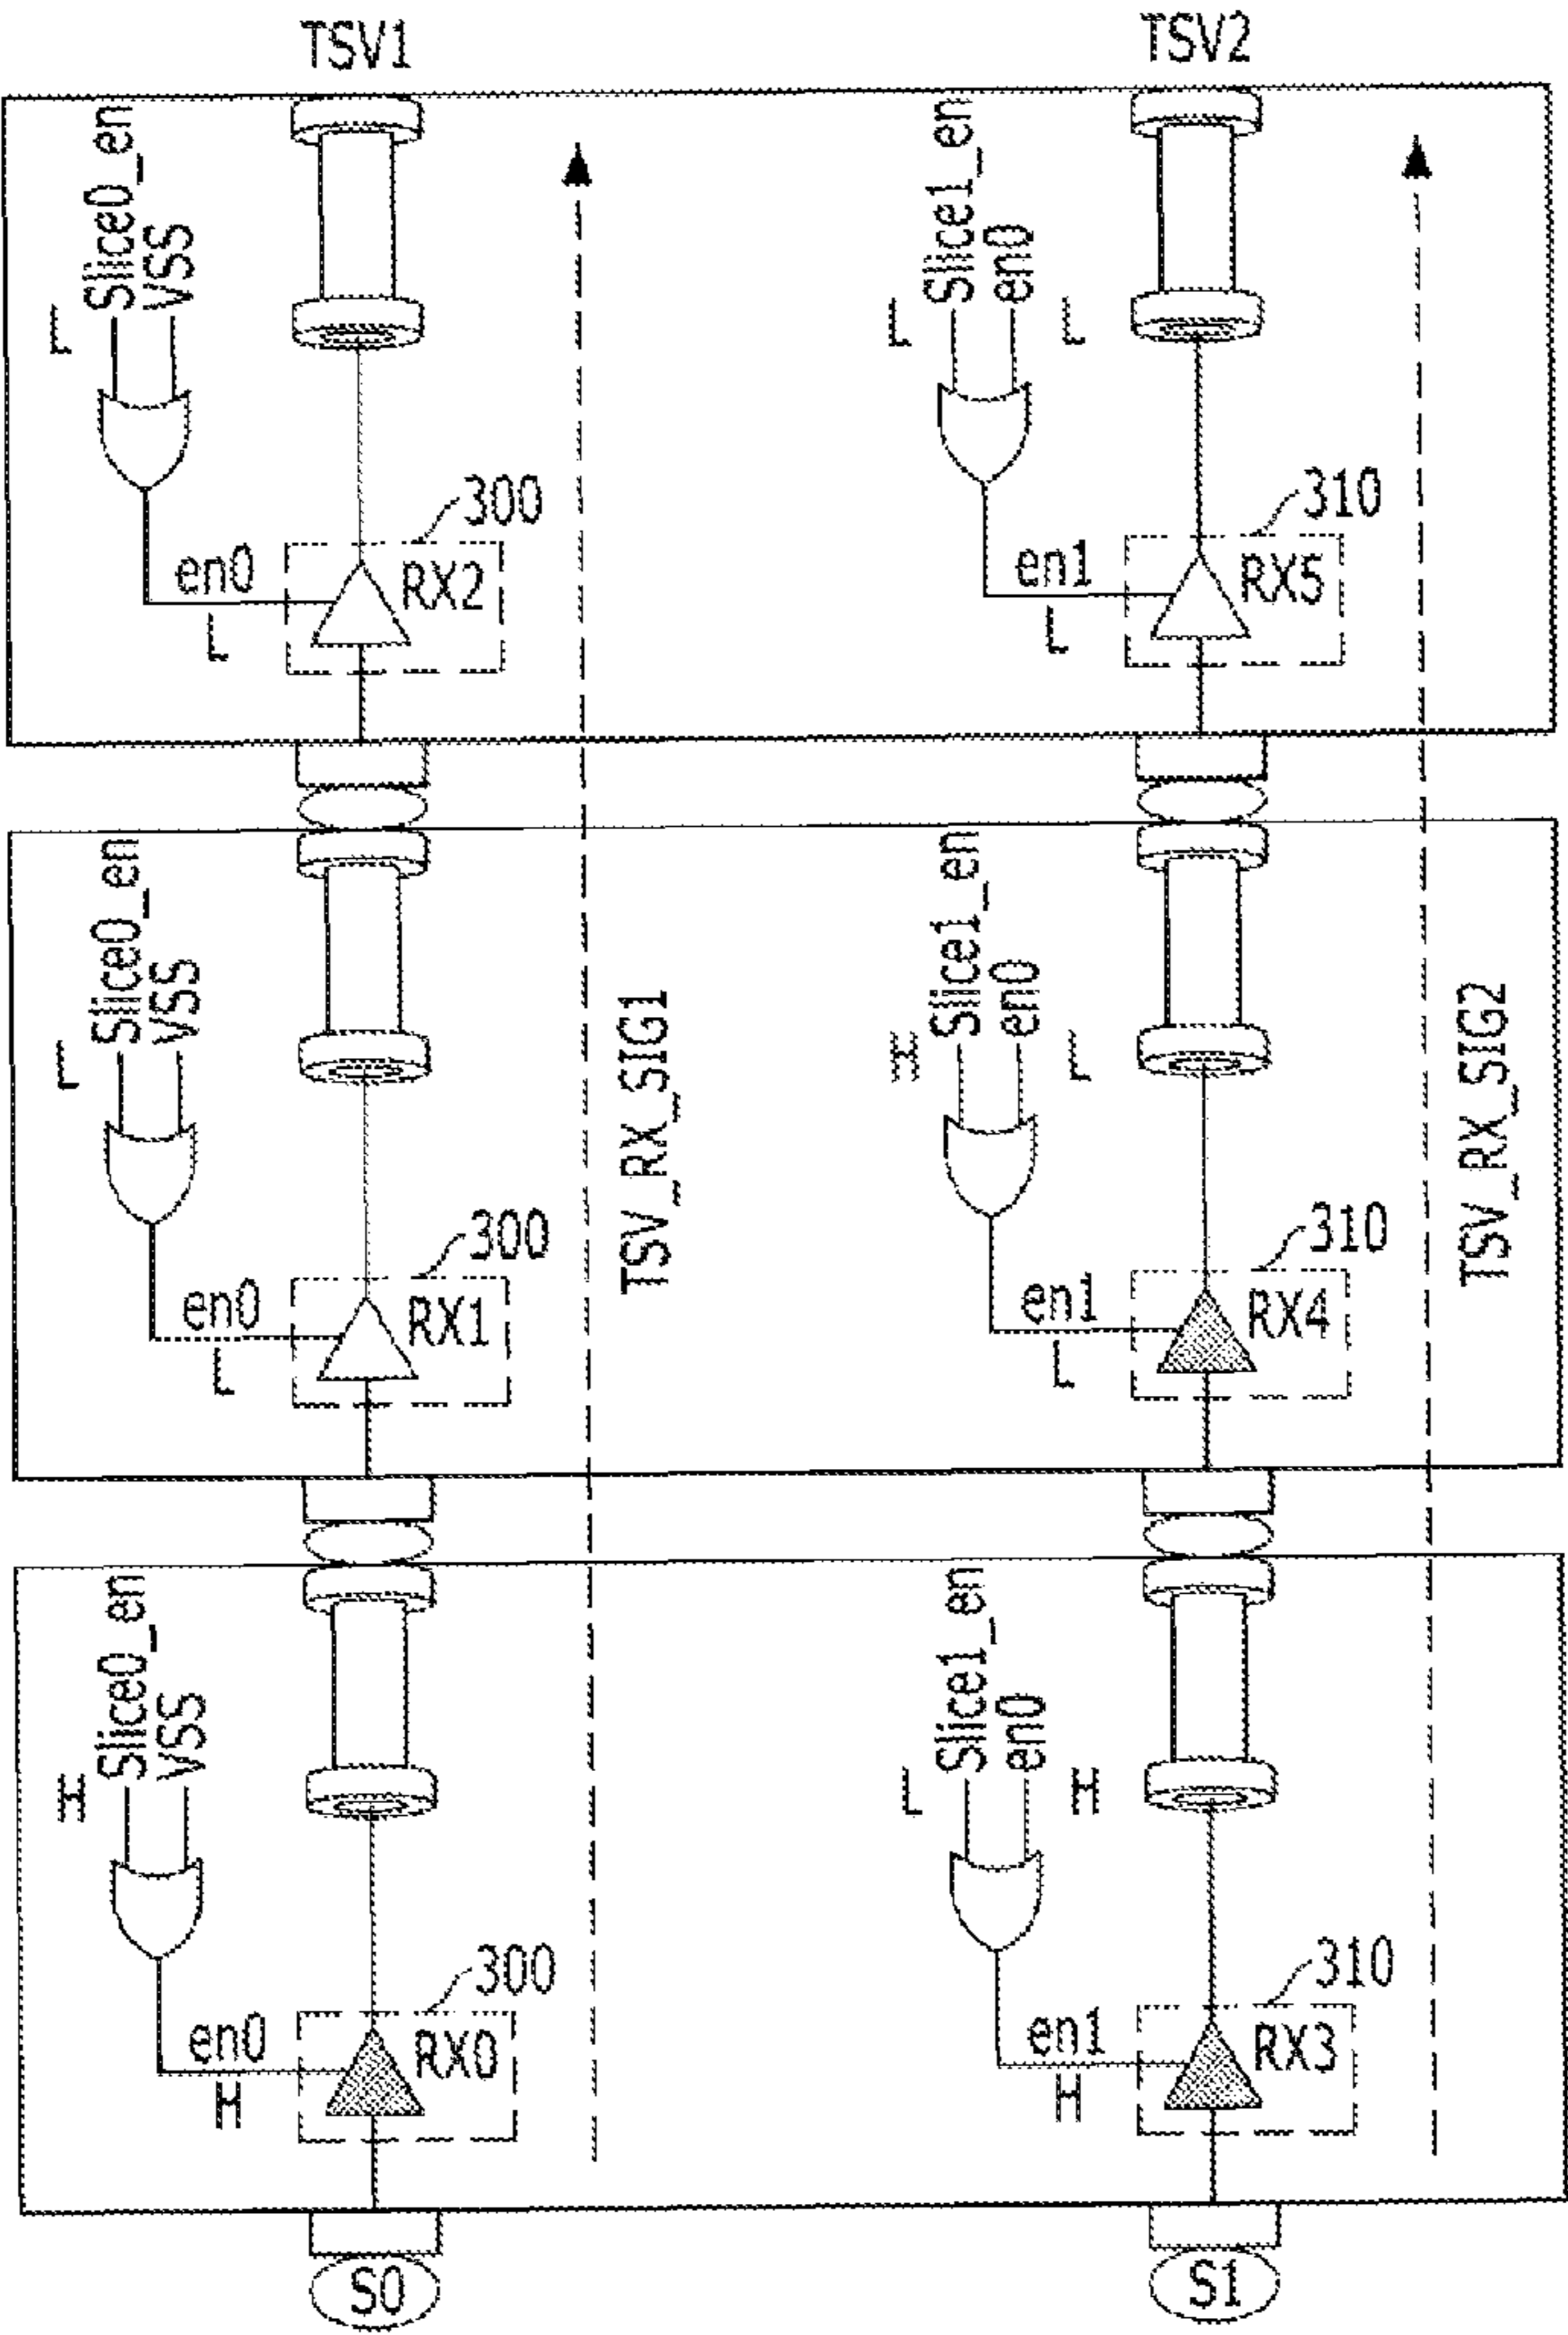 TSV1
TSV2
L
Slice0_en
VSS
en0
L
300
RX2
L
Slice1_en
en0
L
en1
L
310
RX5
L
Slice0_en
VSS
en0
L
300
RX1
TSV_RX_SIG1
H
Slice1_en
en0
L
en1
L
310
RX4
TSV_RX_SIG2
H
Slice0_en
VSS
en0
H
300
RX0
L
Slice1_en
en0
H
en1
H
310
RX3
S0
S1